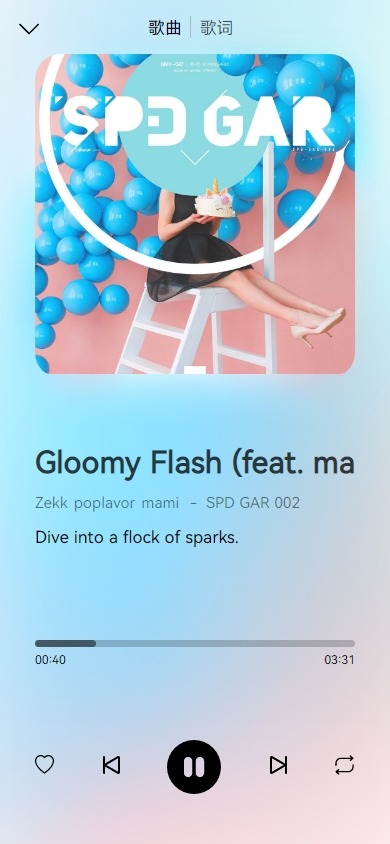 歌曲 歌词
SPD GAR
Gloomy Flash (feat. ma
Zekk poplavor mami - SPD GAR 002
Dive into a flock of sparks.
00:40 03:31